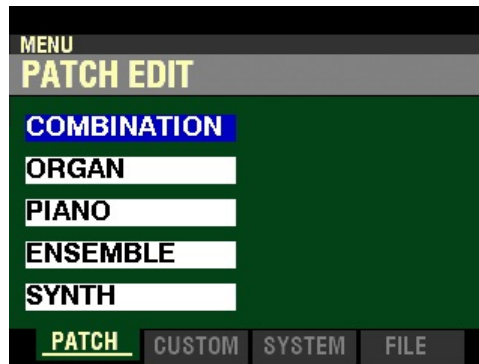 MENU
PATCH EDIT
COMBINATION
ORGAN
PIANO
ENSEMBLE
SYNTH
PATCH CUSTOM SYSTEM FILE